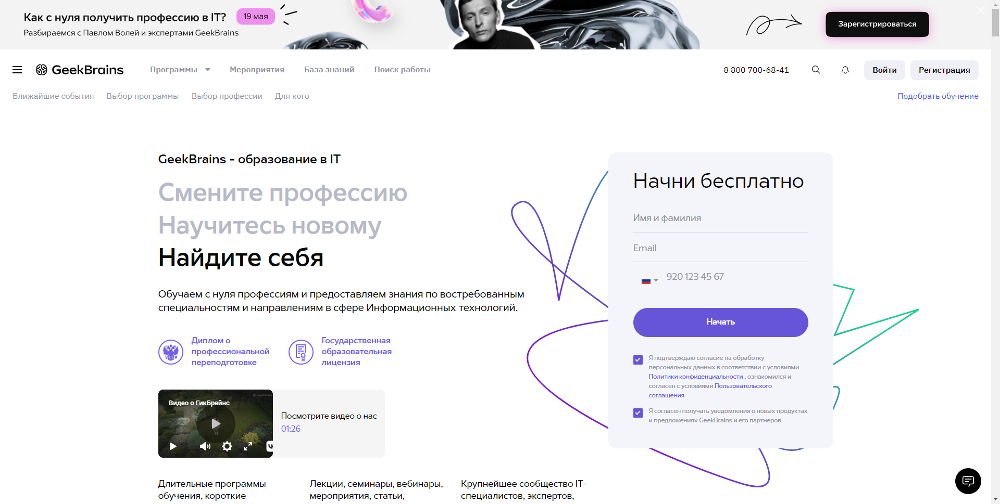 Как с нуля получить профессию в IT?
19 мая
Разбираемся с Павлом Волей и экспертами GeekBrains
Зарегистрироваться
GeekBrains
Программы
Мероприятия
База знаний
Поиск работы
8 800 700-68-41
Войти
Регистрация
Ближайшие события
Выбор программы
Выбор профессии
Для кого
Подобрать обучение
GeekBrains - образование в IT
Смените профессию
Научитесь новому
Найдите себя
Обучаем с нуля профессиям и предоставляем знания по востребованным
специальностям и направлениям в сфере Информационных технологий.
Диплом о
профессиональной
переподготовке
Государственная
образовательная
лицензия
Видео о ГикБрейнс
GeekBrains
Посмотрите видео о нас
01:26
Длительные программы
обучения, короткие
Лекции, семинары, вебинары,
мероприятия, статьи,
Крупнейшее сообщество IT-
специалистов, экспертов,
Начни бесплатно
Имя и фамилия
Email
920 123 45 67
Начать
Я подтверждаю согласие на обработку
персональных данных в соответствии с условиями
Политики конфиденциальности , ознакомился и
согласен с условиями Пользовательского
соглашения
Я согласен получать уведомления о новых продуктах
и предложениях GeekBrains и его партнеров